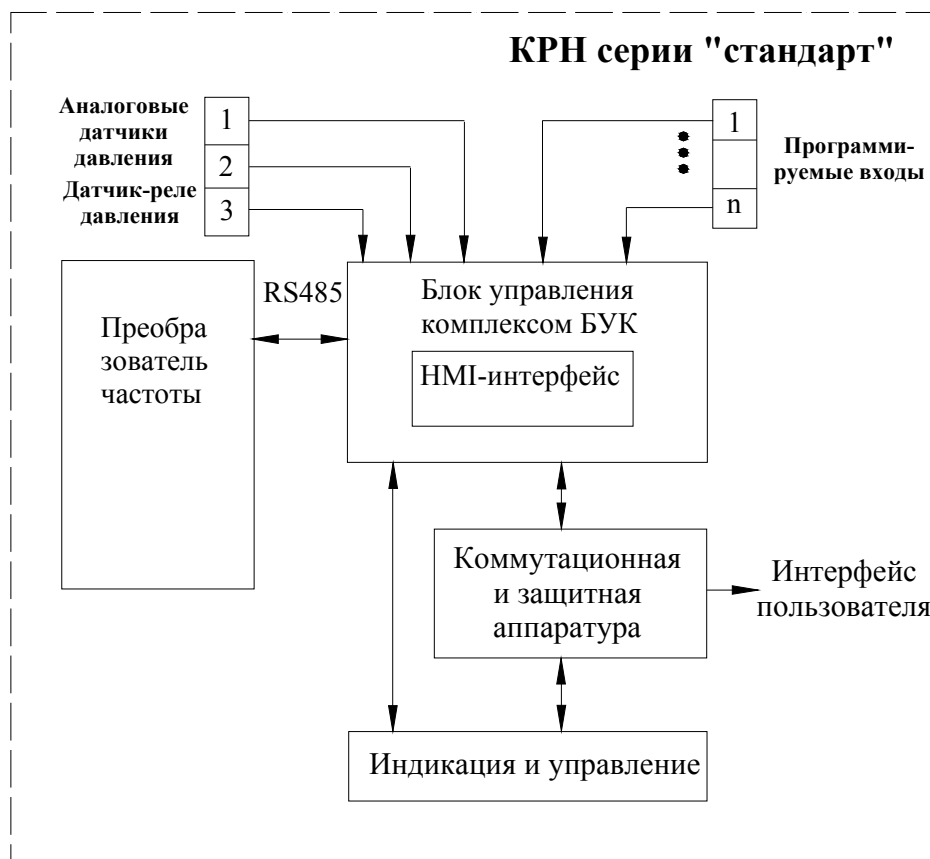 КРН серии "стандарт"
Аналоговые
датчики
давления
Датчик-реле
давления
1
2
3
1
n
Программи-
руемые входы
RS485
Преобра
зователь
частоты
Блок управления
комплексом БУК
HMI-интерфейс
Коммутационная
и защитная
аппаратура
Интерфейс
пользователя
Индикация и управление